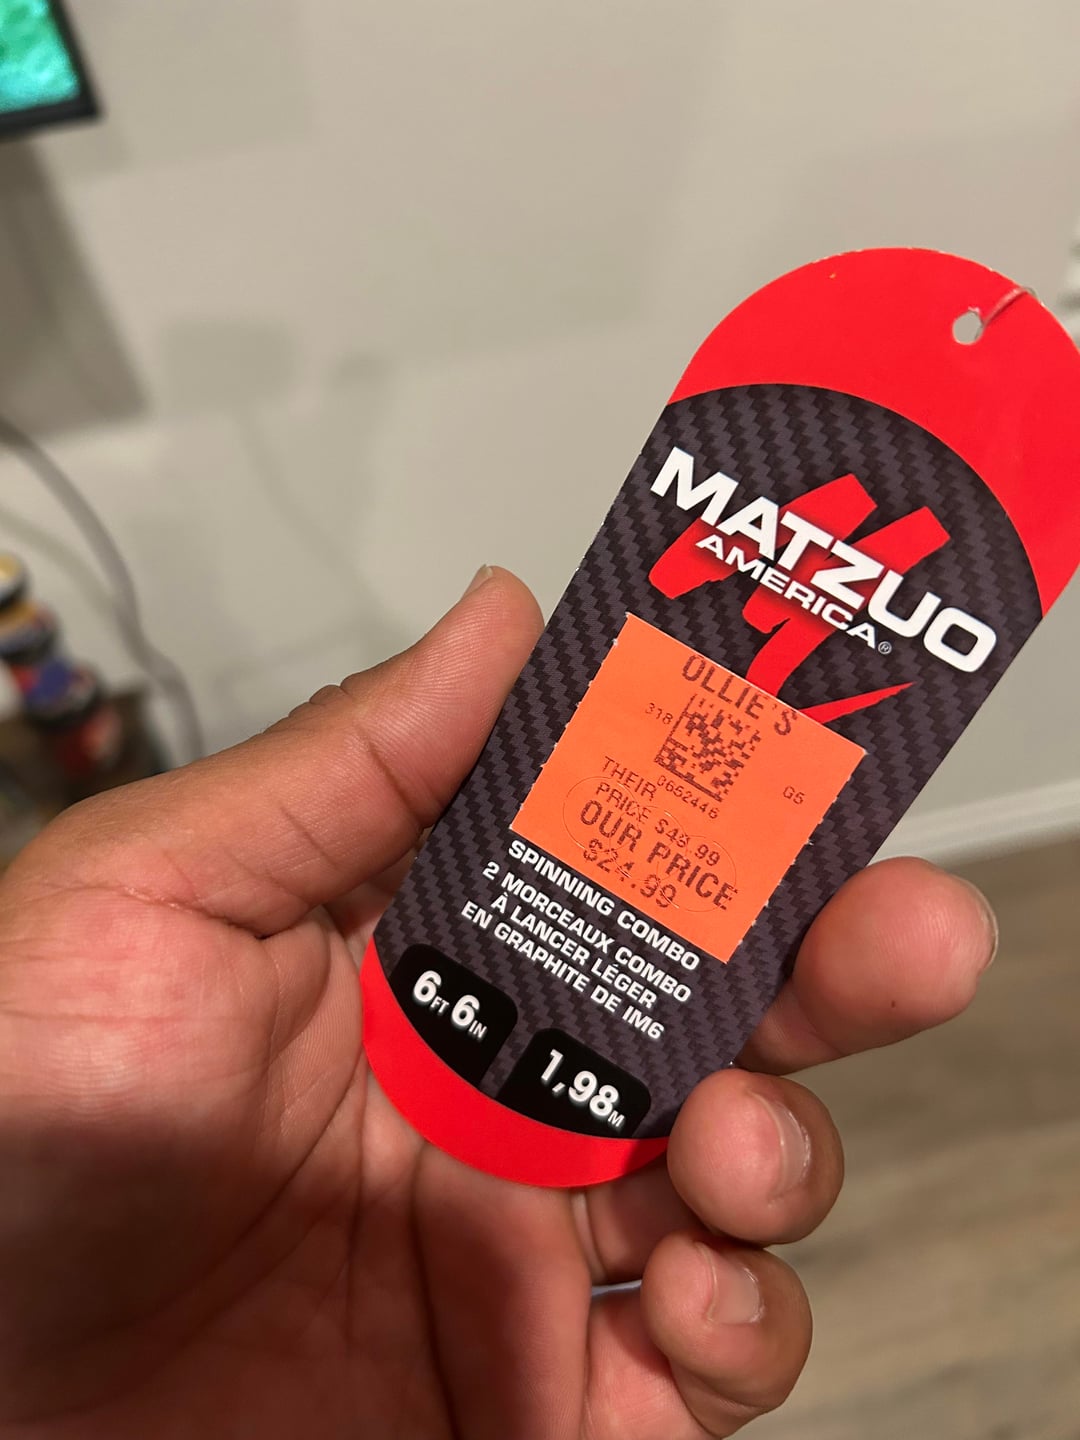 MATZUO
AMERICA®
OLLIE'S
318
0652446
G5
THEIR
PRICE $49.99
OUR PRICE
$24.99
SPINNING COMBO
2 MORCEAUX COMBO
À LANCER LÉGER
EN GRAPHITE DE IM6
6FT 6IN
1,98M